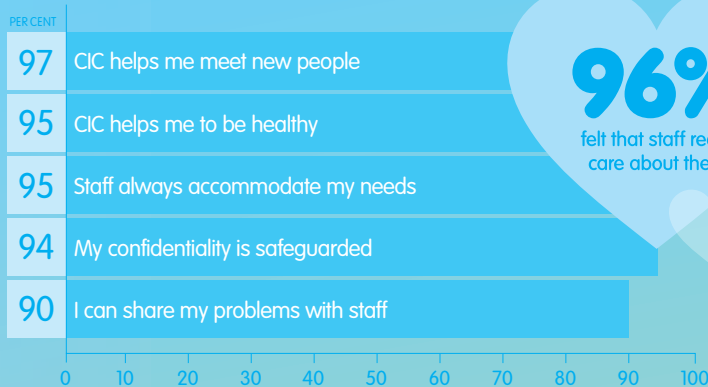 PER CENT
97 CIC helps me meet new people
95 CIC helps me to be healthy
95 Staff always accommodate my needs
94 My confidentiality is safeguarded
90 I can share my problems with staff
0 10 20 30 40 50 60 70 80 90 100
96%
felt that staff
care about